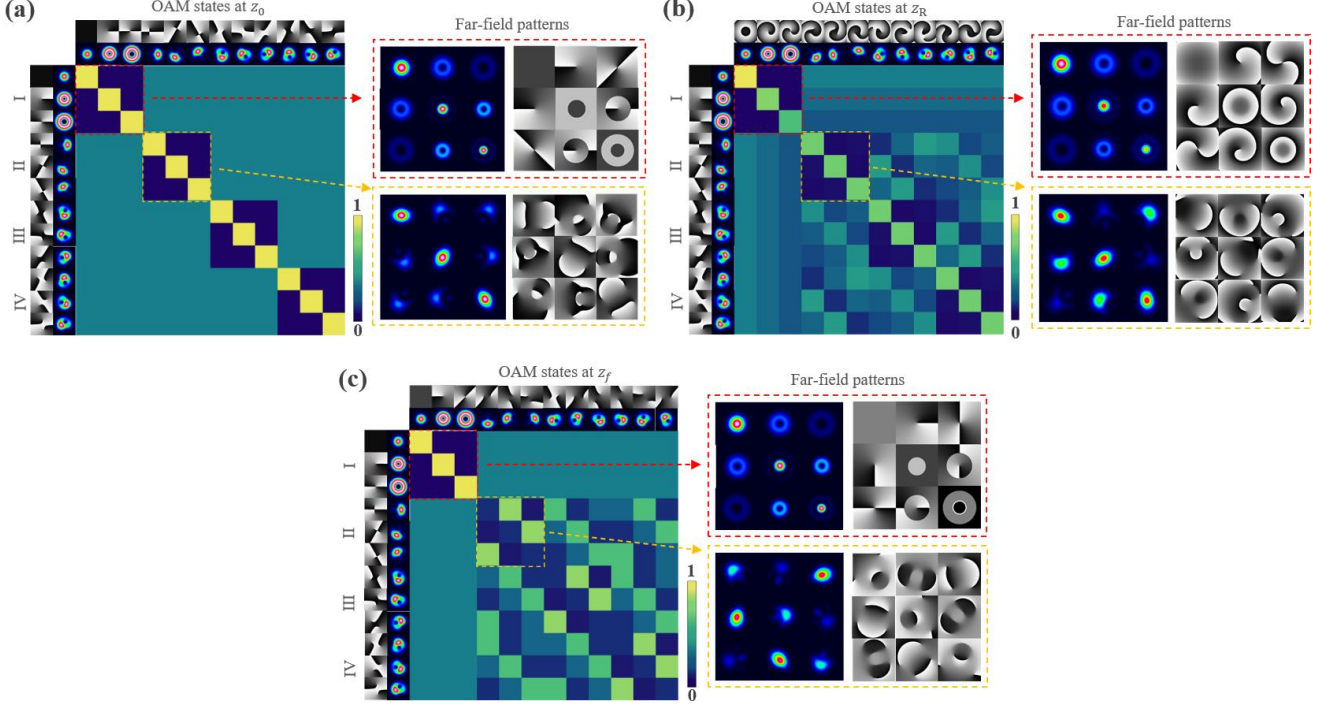 (a)
OAM states at z0
Far-field patterns
I
II
III
IV
1
0
(b)
OAM states at zR
Far-field patterns
I
II
III
IV
1
0
(c)
OAM states at zf
Far-field patterns
I
II
III
IV
1
0